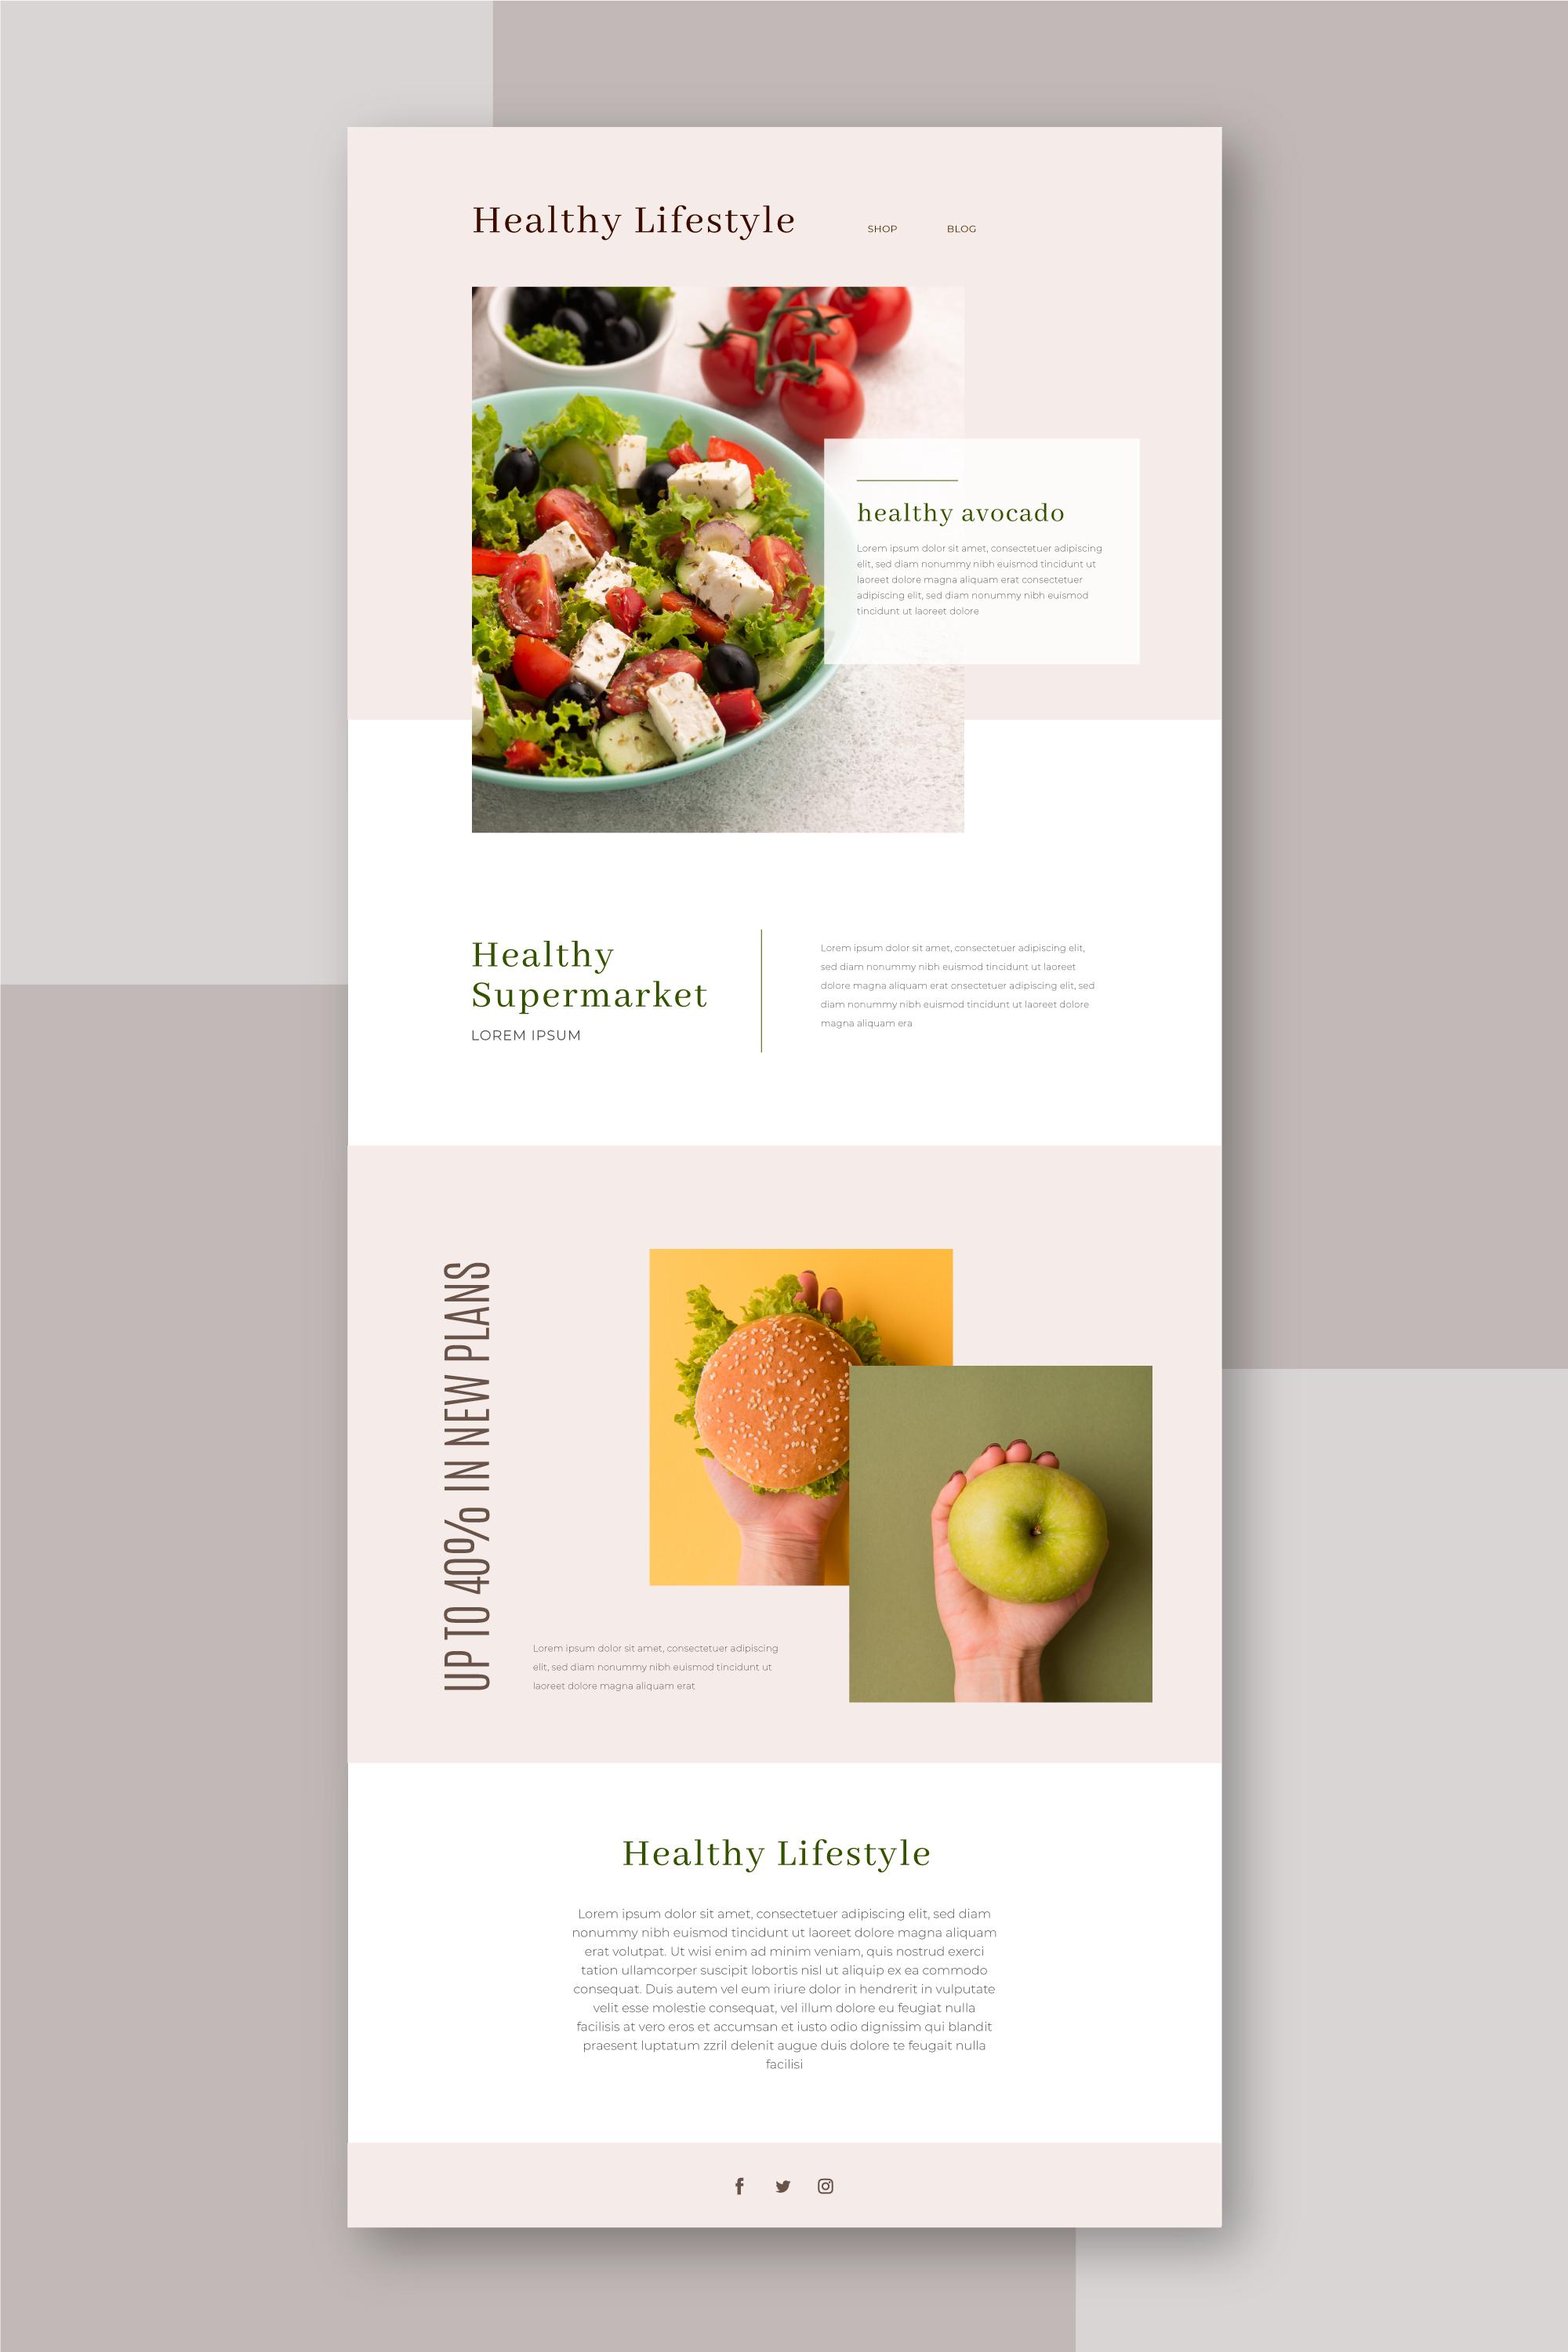 Healthy Lifestyle
SHOP
BLOG
healthy avocado
Lorem ipsum dolor sit amet, consectetuer adipiscing
elit, sed diam nonummy nibh euismod tincidunt ut
laoreet dolore magna aliquam erat consectetuer
adipiscing elit, sed diam nonummy nibh euismod
tincidunt ut laoreet dolore
Healthy
Supermarket
LOREM IPSUM
Lorem ipsum dolor sit amet, consectetuer adipiscing elit,
sed diam nonummy nibh euismod tincidunt ut laoreet
dolore magna aliquam erat onsectetuer adipiscing elit, sed
diam nonummy nibh euismod tincidunt ut laoreet dolore
magna aliquam era
UP TO 40% IN NEW PLANS
Lorem ipsum dolor sit amet, consectetuer adipiscing
elit, sed diam nonummy nibh euismod tincidunt ut
laoreet dolore magna aliquam erat
Healthy Lifestyle
Lorem ipsum dolor sit amet, consectetuer adipiscing elit, sed diam
nonummy nibh euismod tincidunt ut laoreet dolore magna aliquam
erat volutpat. Ut wisi enim ad minim veniam, quis nostrud exerci
tation ullamcorper suscipit lobortis nisl ut aliquip ex ea commodo
consequat. Duis autem vel eum iriure dolor in hendrerit in vulputate
velit esse molestie consequat, vel illum dolore eu feugiat nulla
facilisis at vero eros et accumsan et iusto odio dignissim qui blandit
praesent luptatum zzril delenit augue duis dolore te feugait nulla
facilisi